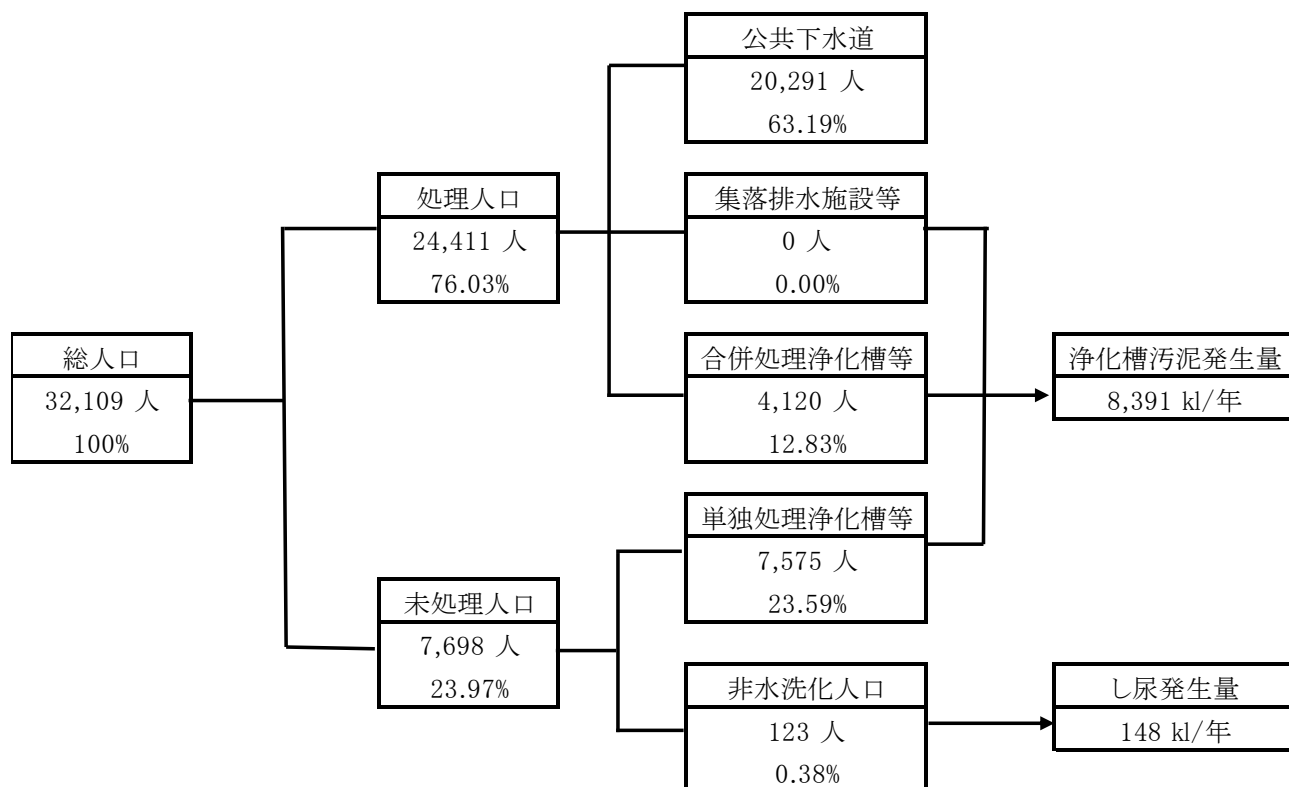 公共下水道
20,291 人
63.19%
処理人口
24,411 人
76.03%
集落排水施設等
0 人
0.00%
総人口
32,109 人
100%
合併処理浄化槽等
4,120 人
12.83%
浄化槽汚泥発生量
8,391 kl/年
単独処理浄化槽等
7,575 人
23.59%
未処理人口
7,698 人
23.97%
非水洗化人口
123 人
0.38%
し尿発生量
148 kl/年